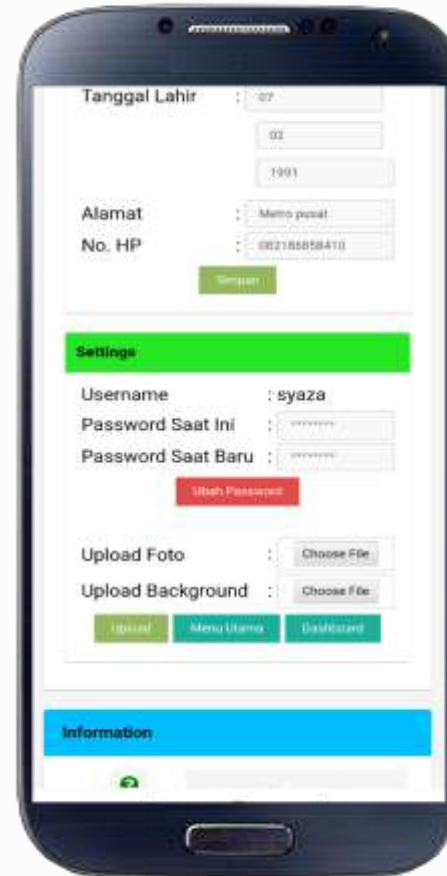 Tanggal Lahir : 07
02
1991
Alamat : Metro pusat
No. HP : 082186858410
Simpan
Settings
Username : syaza
Password Saat Ini : ********
Password Saat Baru : ********
Ubah Password
Upload Foto : Choose File
Upload Background : Choose File
Upload Menu Utama Dashboard
Information
?